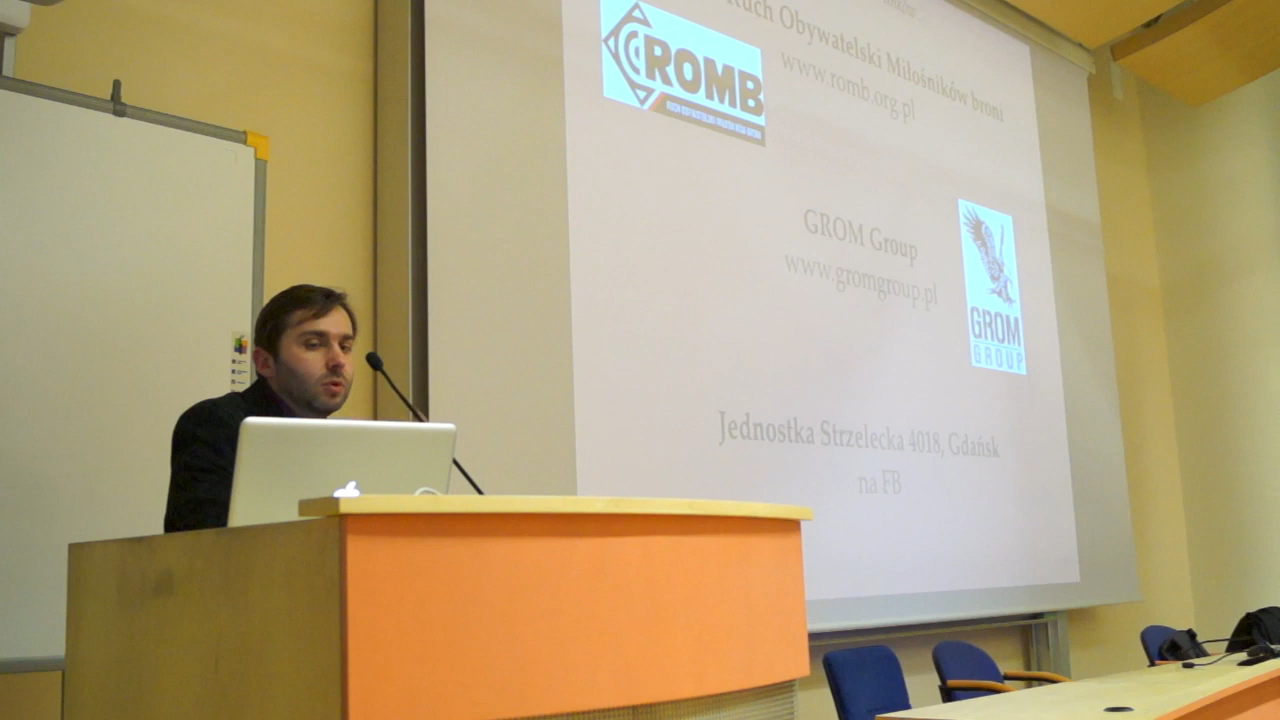 Ruch Obywatelski Miłośników broni
www.romb.org.pl
ROMB
GROM Group
www.gromgroup.pl
GROM
GROUP
Jednostka Strzelecka 4018, Gdańsk
na FB